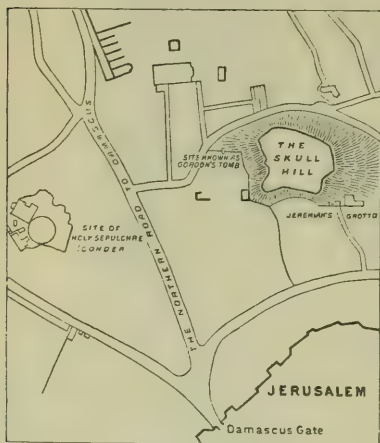 THE NORTHERN ROAD TO DAMASCUS
SITE KNOWN AS
GORDON'S TOMB
THE
SKULL
HILL
JEREMIAH'S GROTTO
SITE OF
HOLY SEPULCHRE
CONDER
JERUSALEM
Damascus Gate